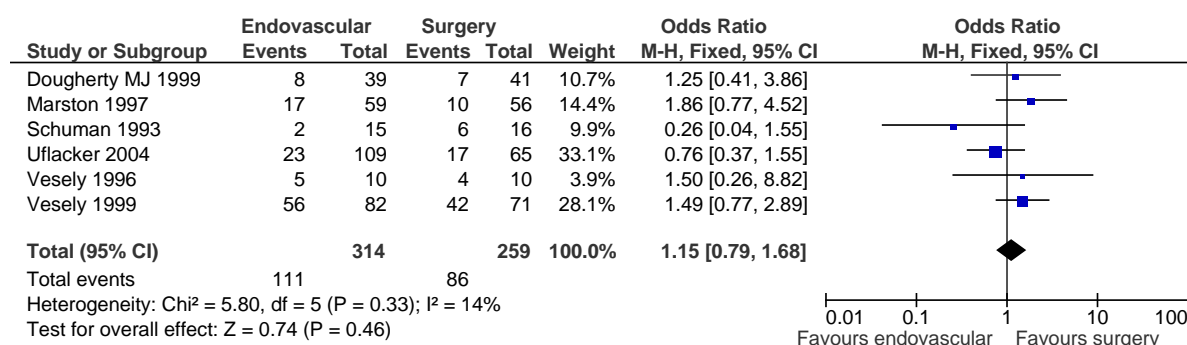 Endovascular Surgery Odds Ratio Odds Ratio
Study or Subgroup Events Total Events Total Weight M-H, Fixed, 95% CI M-H, Fixed, 95% CI
Dougherty MJ 1999 8 39 7 41 10.7% 1.25 [0.41, 3.86]
Marston 1997 17 59 10 56 14.4% 1.86 [0.77, 4.52]
Schuman 1993 2 15 6 16 9.9% 0.26 [0.04, 1.55]
Uflacker 2004 23 109 17 65 33.1% 0.76 [0.37, 1.55]
Vesely 1996 5 10 4 10 3.9% 1.50 [0.26, 8.82]
Vesely 1999 56 82 42 71 28.1% 1.49 [0.77, 2.89]
Total (95% CI) 314 259 100.0% 1.15 [0.79, 1.68]
Total events 111 86
Heterogeneity: Chi² = 5.80, df = 5 (P = 0.33); I² = 14%
Test for overall effect: Z = 0.74 (P = 0.46)
0.01 0.1 1 10 100
Favours endovascular Favours surgery